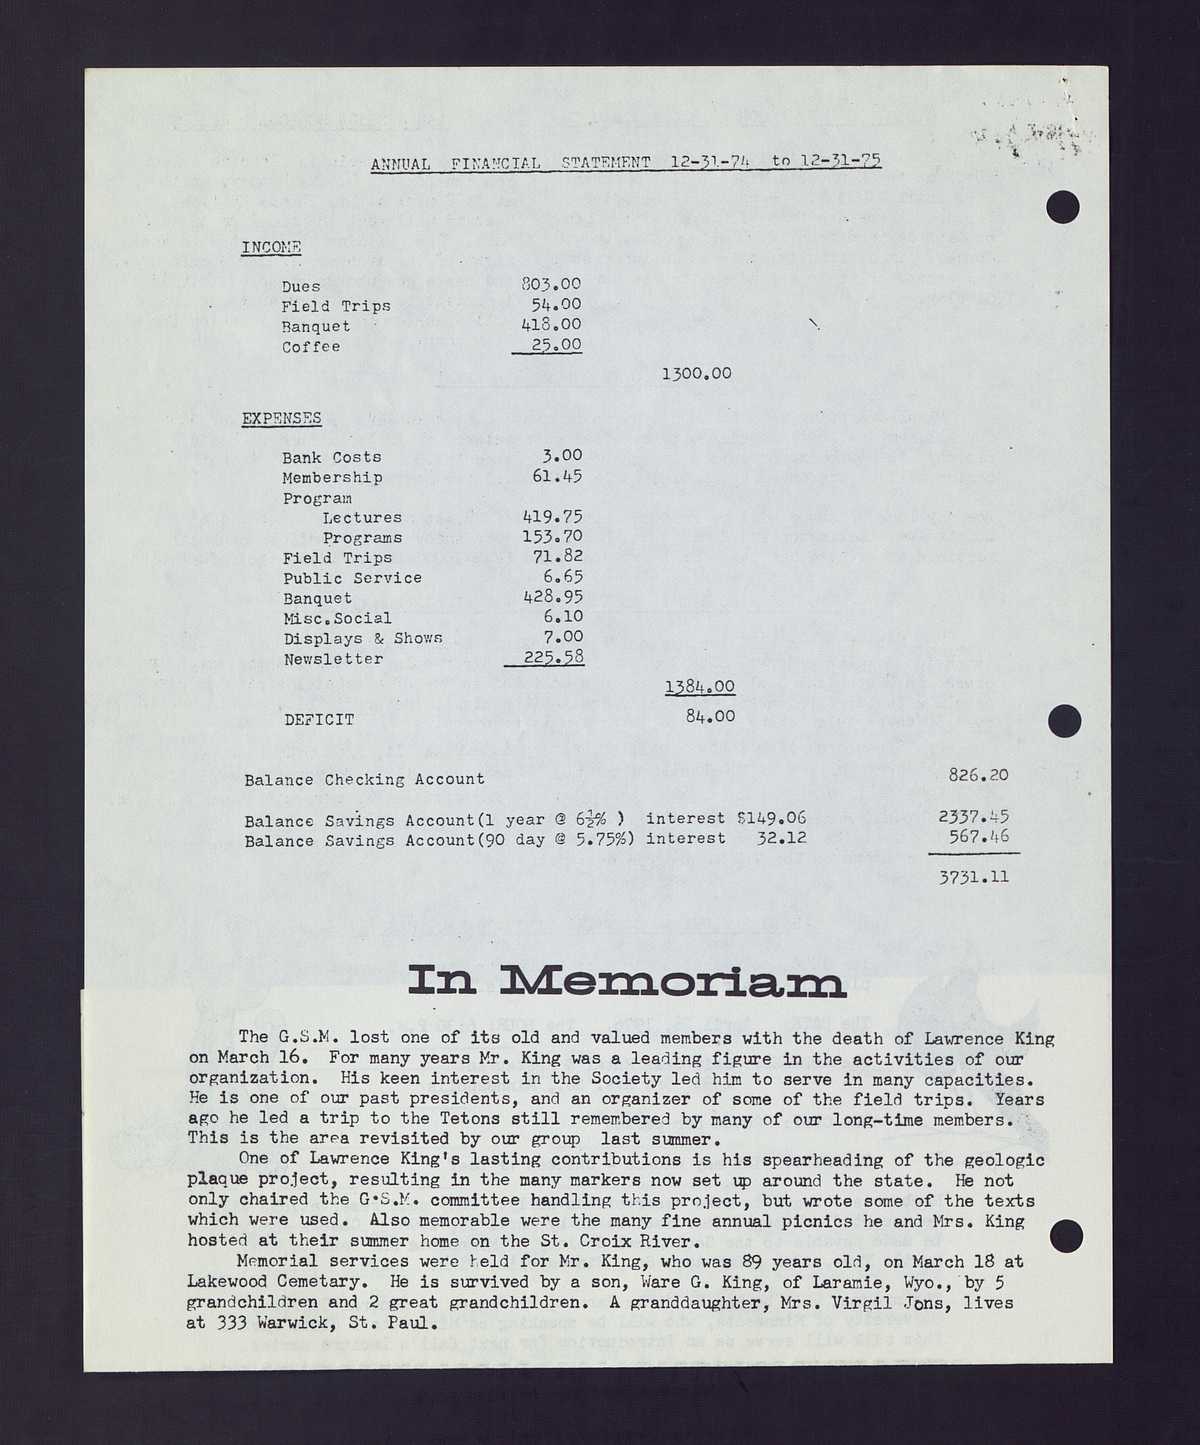 ANNUAL FINANCIAL STATEMENT 12-31-74 to 12-31-75
INCOME
Dues 803.00
Field Trips 54.00
Banquet 418.00
Coffee 25.00
1300.00
EXPENSES
Bank Costs 3.00
Membership 61.45
Program
Lectures 419.75
Programs 153.70
Field Trips 71.82
Public Service 6.65
Banquet 428.95
Misc.Social 6.10
Displays & Shows 7.00
Newsletter 225.58
1384.00
DEFICIT 84.00
Balance Checking Account 826.20
Balance Savings Account(1 year @ 6½% ) interest $149.06 2337.45
Balance Savings Account(90 day @ 5.75%) interest 32.12 567.46
3731.11
In Memoriam
The G.S.M. lost one of its old and valued members with the death of Lawrence King
on March 16. For many years Mr. King was a leading figure in the activities of our
organization. His keen interest in the Society led him to serve in many capacities.
He is one of our past presidents, and an organizer of some of the field trips. Years
ago he led a trip to the Tetons still remembered by many of our long-time members.
This is the area revisited by our group last summer.
One of Lawrence King's lasting contributions is his spearheading of the geologic
plaque project, resulting in the many markers now set up around the state. He not
only chaired the G.S.M. committee handling this project, but wrote some of the texts
which were used. Also memorable were the many fine annual picnics he and Mrs. King
hosted at their summer home on the St. Croix River.
Memorial services were held for Mr. King, who was 89 years old, on March 18 at
Lakewood Cemetary. He is survived by a son, Ware G. King, of Laramie, Wyo., by 5
grandchildren and 2 great grandchildren. A granddaughter, Mrs. Virgil Jons, lives
at 333 Warwick, St. Paul.